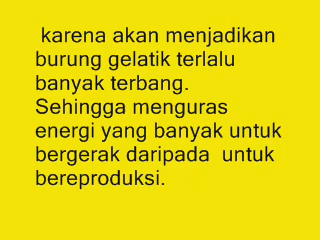 karena akan menjadikan
burung gelatik terlalu
banyak terbang.
Sehingga menguras
energi yang banyak untuk
bergerak daripada  untuk
bereproduksi.